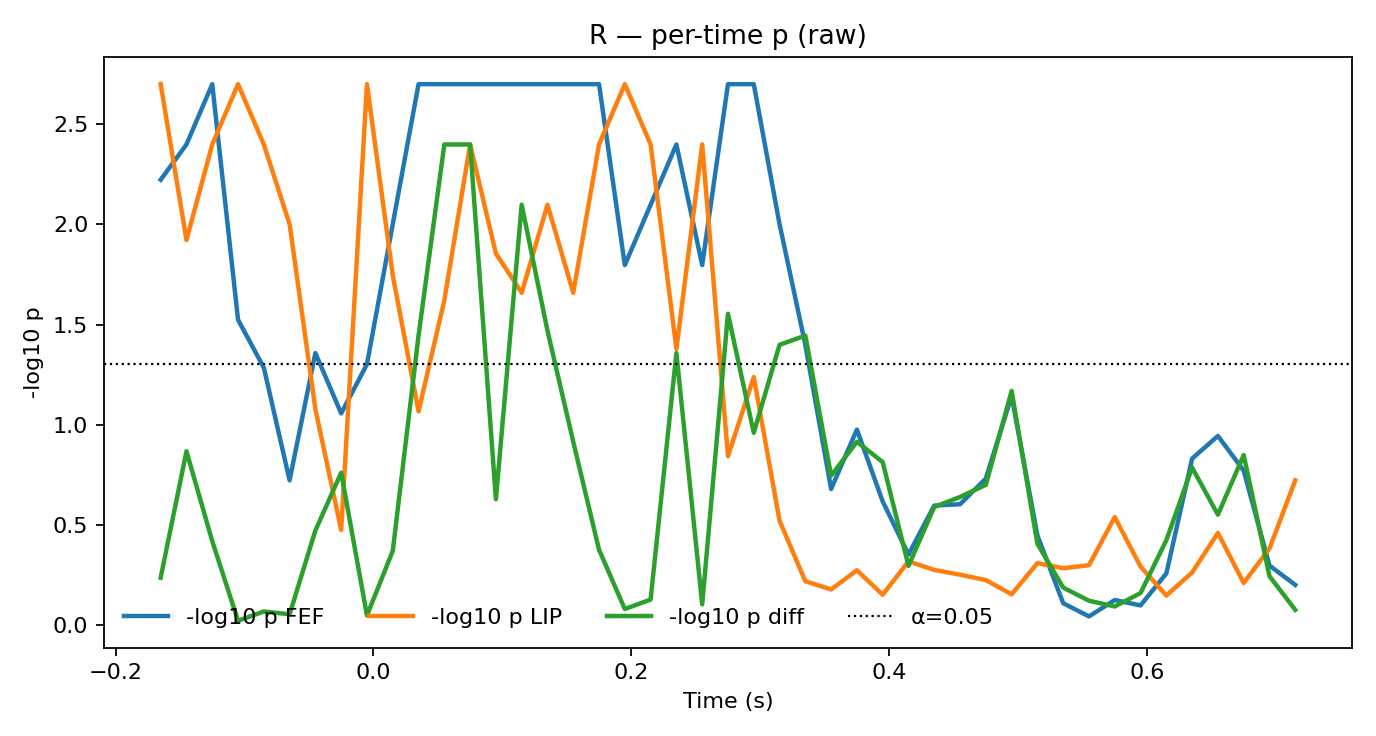 R — per-time p (raw)
-log10 p
2.5
2.0
1.5
1.0
0.5
0.0
-log10 p FEF -log10 p LIP -log10 p diff α=0.05
−0.2 0.0 0.2 0.4 0.6
Time (s)